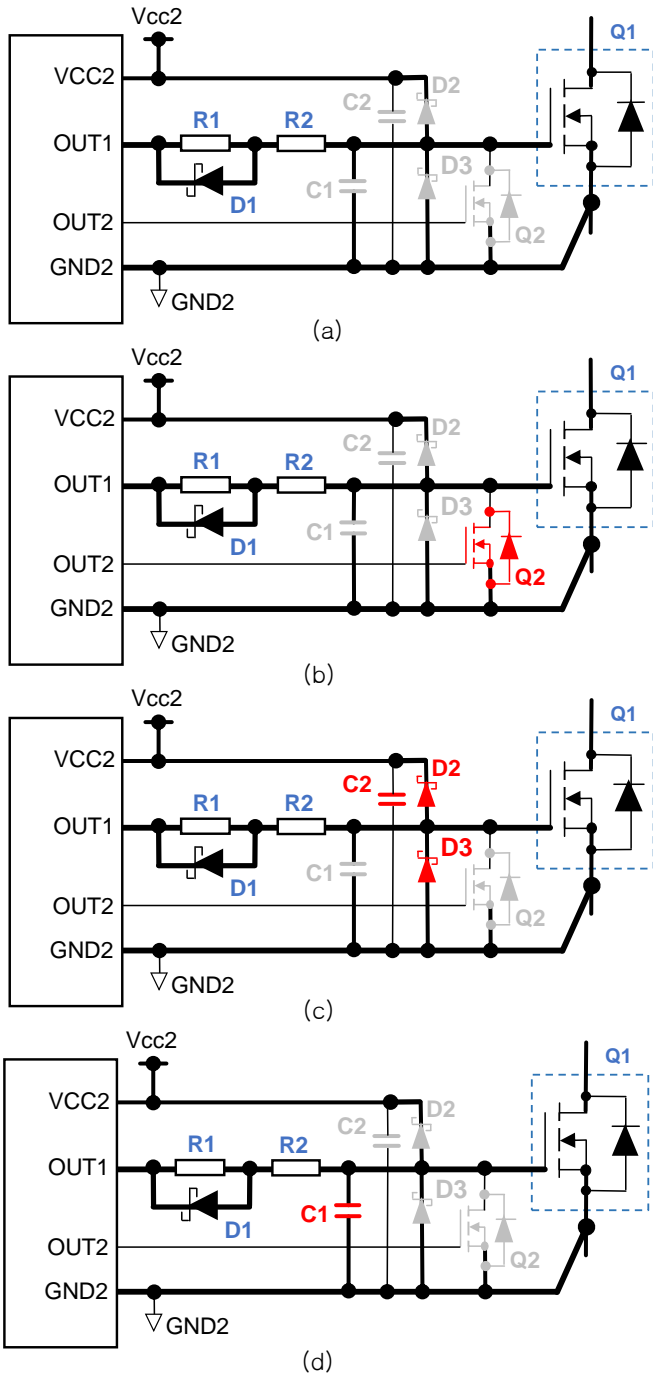 Vcc2
Q1
VCC2
D2
C2
R1 R2
OUT1
D3
D1 C1
OUT2
Q2
GND2
GND2
(a)
Vcc2
Q1
VCC2
D2
C2
R1 R2
OUT1
D3
D1 C1
OUT2
Q2
GND2
GND2
(b)
Vcc2
Q1
VCC2
D2
C2
R1 R2
OUT1
D3
D1 C1
OUT2
Q2
GND2
GND2
(c)
Vcc2
Q1
VCC2
D2
C2
R1 R2
OUT1
D3
C1
D1
OUT2
Q2
GND2
GND2
(d)